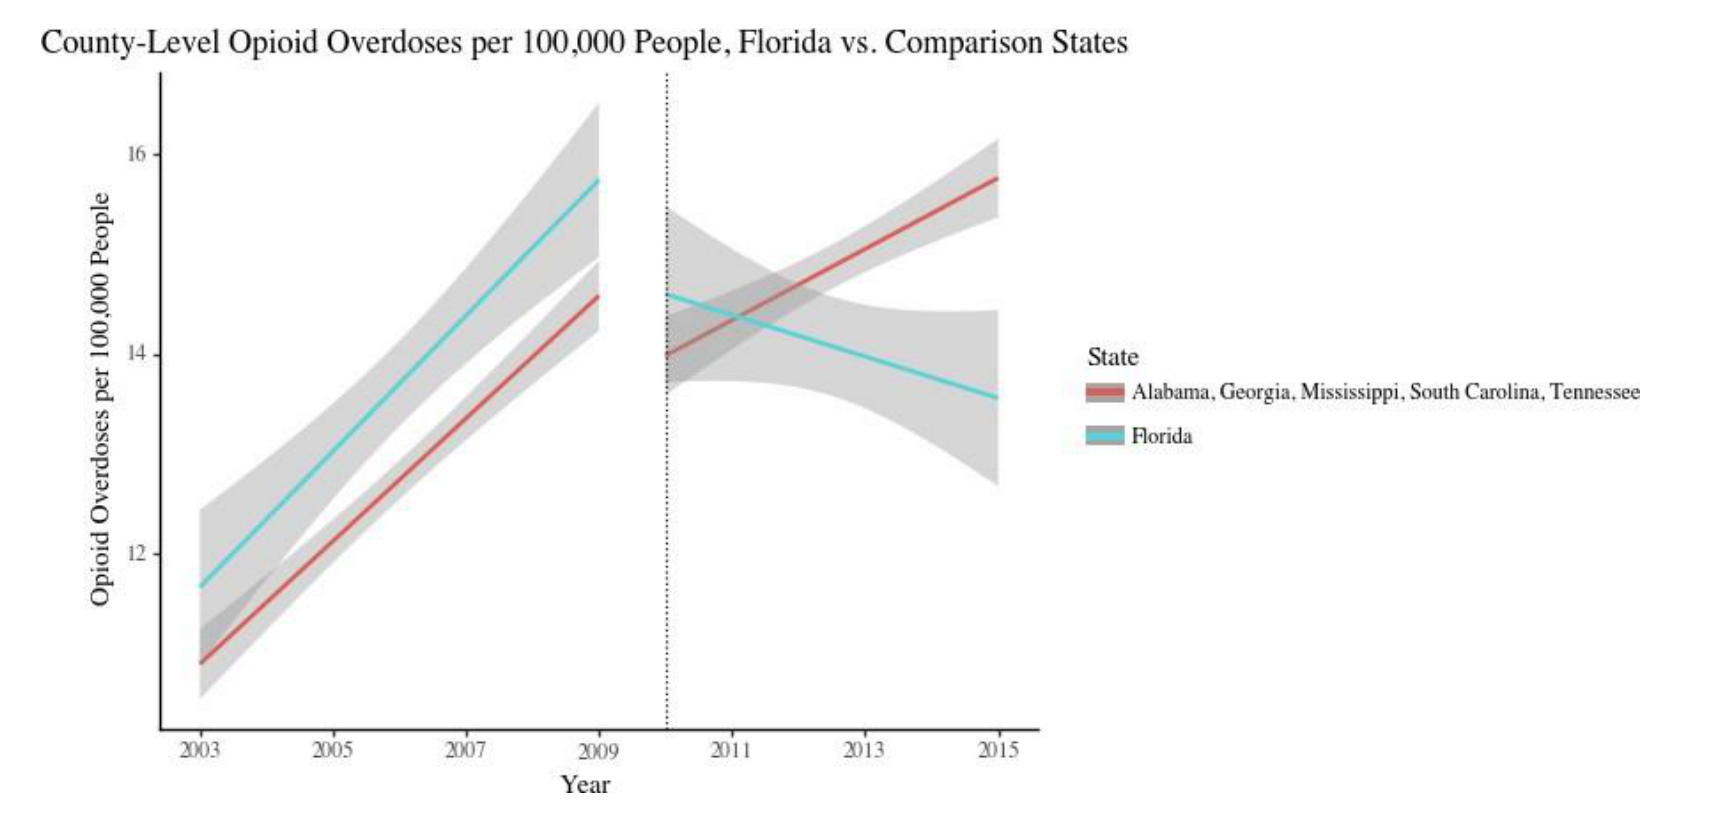 County-Level Opioid Overdoses per 100,000 People, Florida vs. Comparison States
Opioid Overdoses per 100,000 People
16
14
12
2003 2005 2007 2009 2011 2013 2015
Year
State
Alabama, Georgia, Mississippi, South Carolina, Tennessee
Florida